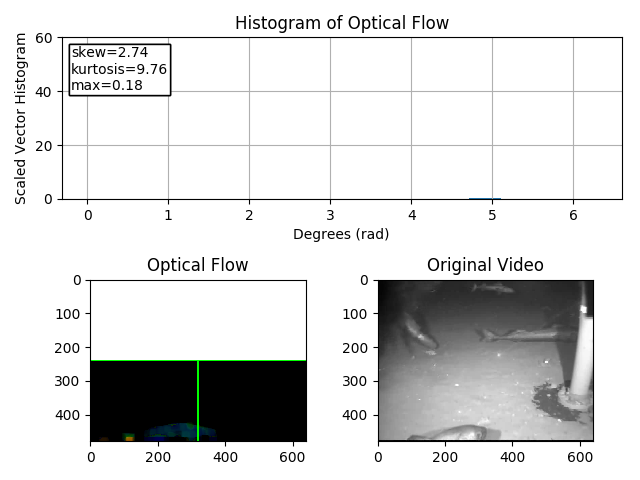 Histogram of Optical Flow
Scaled Vector Histogram
60
40
20
0
skew=2.74
kurtosis=9.76
max=0.18
0 1 2 3 4 5 6
Degrees (rad)
Optical Flow
0
100
200
300
400
0 200 400 600
Original Video
0
100
200
300
400
0 200 400 600